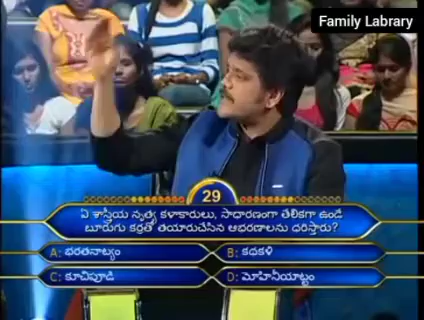 Family Labrary
29
ఏ శాస్త్రీయ నృత్య కళాకారులు, సాధారణంగా తేలికగా ఉండే
బూరుగు కర్రతో తయారుచేసిన ఆభరణాలను ధరిస్తారు?
A: భరతనాట్యం
B: కథకళి
C: కూచిపూడి
D: మోహినీయాట్టం